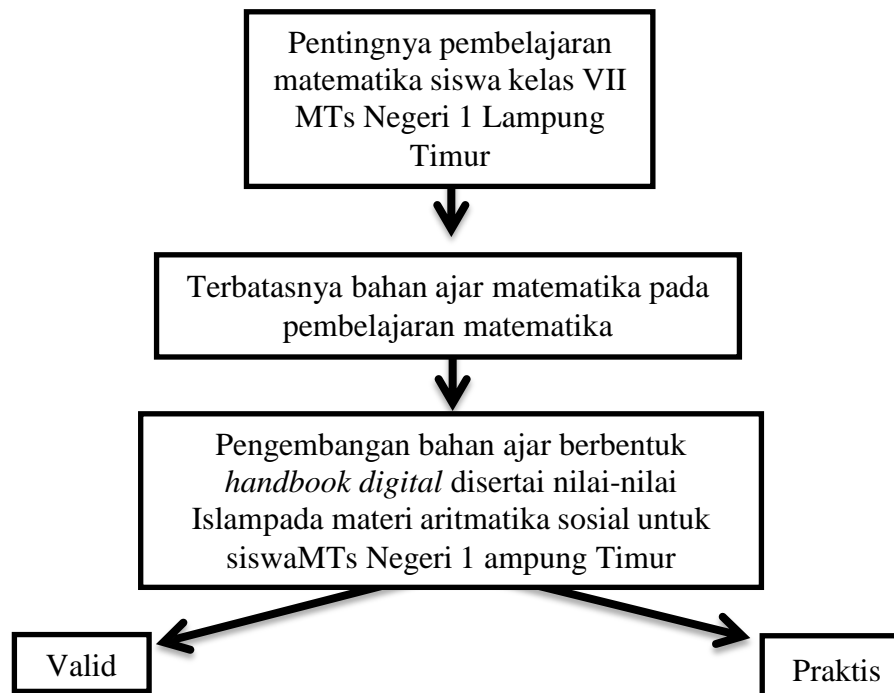 Pentingnya pembelajaran
matematika siswa kelas VII
MTs Negeri 1 Lampung
Timur
Terbatasnya bahan ajar matematika pada
pembelajaran matematika
Pengembangan bahan ajar berbentuk
handbook digital disertai nilai-nilai
Islampada materi aritmatika sosial untuk
siswaMTs Negeri 1 ampung Timur
Valid
Praktis